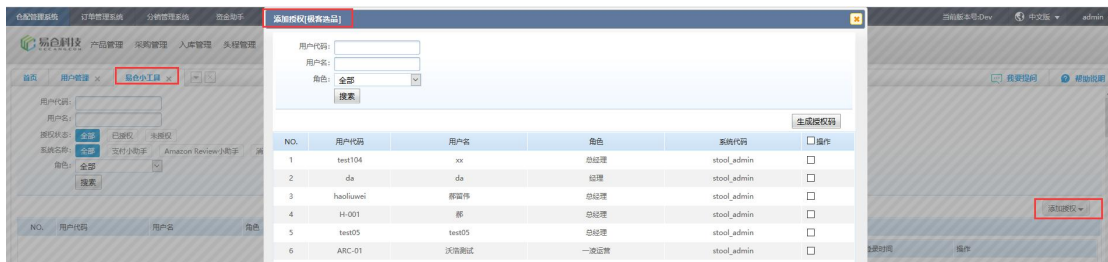 仓配管理系统 订单管理系统 分销管理系统 资金助手 添加授权[极客选品] 当前版本号:Dev 中文版 admin
易仓科技 产品管理 采购管理 入库管理 头程管理
用户代码:
用户名:
角色: 全部
搜索
首页 用户管理 易仓小工具 我要提问 帮助说明
用户代码:
用户名:
授权状态: 全部 已授权 未授权
系统名称: 全部 支付小助手 Amazon Review小助手
角色: 全部
搜索
生成授权码
NO. 用户代码 用户名 角色 系统代码 操作
1 test104 xx 总经理 stool_admin
2 da da 经理 stool_admin
3 haoliuwei 郝留伟 总经理 stool_admin
4 H-001 郝 总经理 stool_admin
5 test05 test05 总经理 stool_admin
6 ARC-01 沃浩测试 一凌运营 stool_admin
添加授权
NO. 用户代码 用户名 角色 登录时间 操作